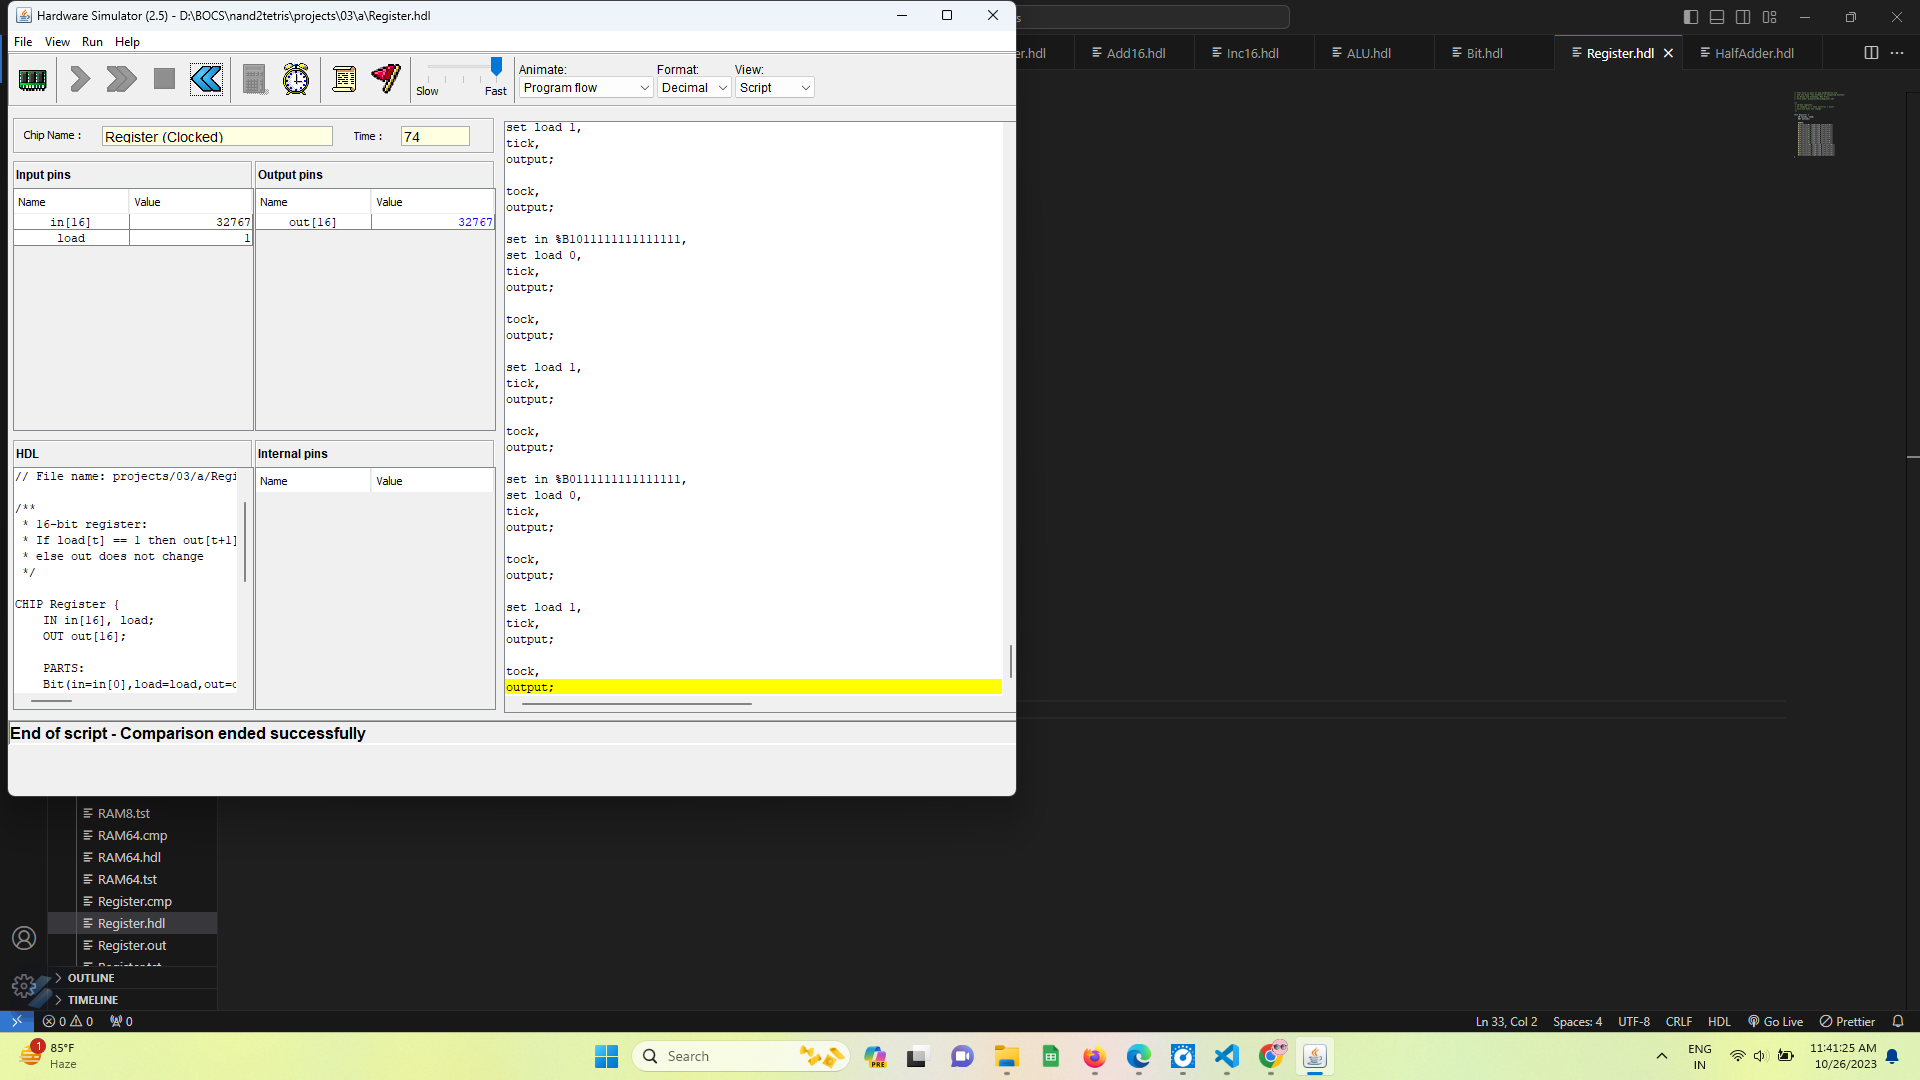 Hardware Simulator (2.5) - D:\BOCS\nand2tetris\projects\03\a\Register.hdl
File View Run Help
Slow Fast
Animate: Format: View:
Program flow Decimal Script
Chip Name : Register (Clocked) Time : 74
Input pins
Name Value
in[16] 32767
load 1
Output pins
Name Value
out[16] 32767
HDL
// File name: projects/03/a/Regi
/**
* 16-bit register:
* If load[t] == 1 then out[t+1]
* else out does not change
*/
CHIP Register {
IN in[16], load;
OUT out[16];
PARTS:
Bit(in=in[0],load=load,out=
Internal pins
Name Value
set load 1,
tick,
output;
tock,
output;
set in %B1011111111111111,
set load 0,
tick,
output;
tock,
output;
set load 1,
tick,
output;
tock,
output;
set in %B0111111111111111,
set load 0,
tick,
output;
tock,
output;
set load 1,
tick,
output;
tock,
output;
End of script - Comparison ended successfully
s
er.hdl Add16.hdl Inc16.hdl ALU.hdl Bit.hdl Register.hdl HalfAdder.hdl
RAM8.tst
RAM64.cmp
RAM64.hdl
RAM64.tst
Register.cmp
Register.hdl
Register.out
Register.tst
OUTLINE
TIMELINE
0 0 0
Ln 33, Col 2 Spaces: 4 UTF-8 CRLF HDL Go Live Prettier
1
85°F
Haze
Search
PRE
ENG
IN
11:41:25 AM
10/26/2023